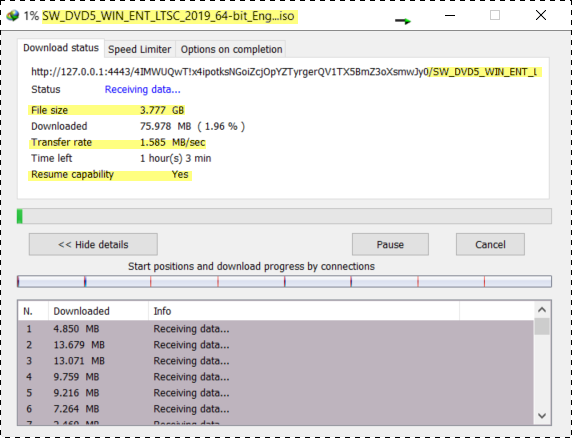 1% SW_DVD5_WIN_ENT_LTSC_2019_64-bit_Eng...iso
Download status Speed Limiter Options on completion
http://127.0.0.1:4443/4IMWUQwT!x4ipotksNGoiZcjOpYZTyrgerQV1TX5BmZ3oXsmwJy0/SW_DVD5_WIN_ENT_L
Status Receiving data...
File size 3.777 GB
Downloaded 75.978 MB ( 1.96 % )
Transfer rate 1.585 MB/sec
Time left 1 hour(s) 3 min
Resume capability Yes
<< Hide details Pause Cancel
Start positions and download progress by connections
N. Downloaded Info
1 4.850 MB Receiving data...
2 13.679 MB Receiving data...
3 13.071 MB Receiving data...
4 9.759 MB Receiving data...
5 9.216 MB Receiving data...
6 7.264 MB Receiving data...